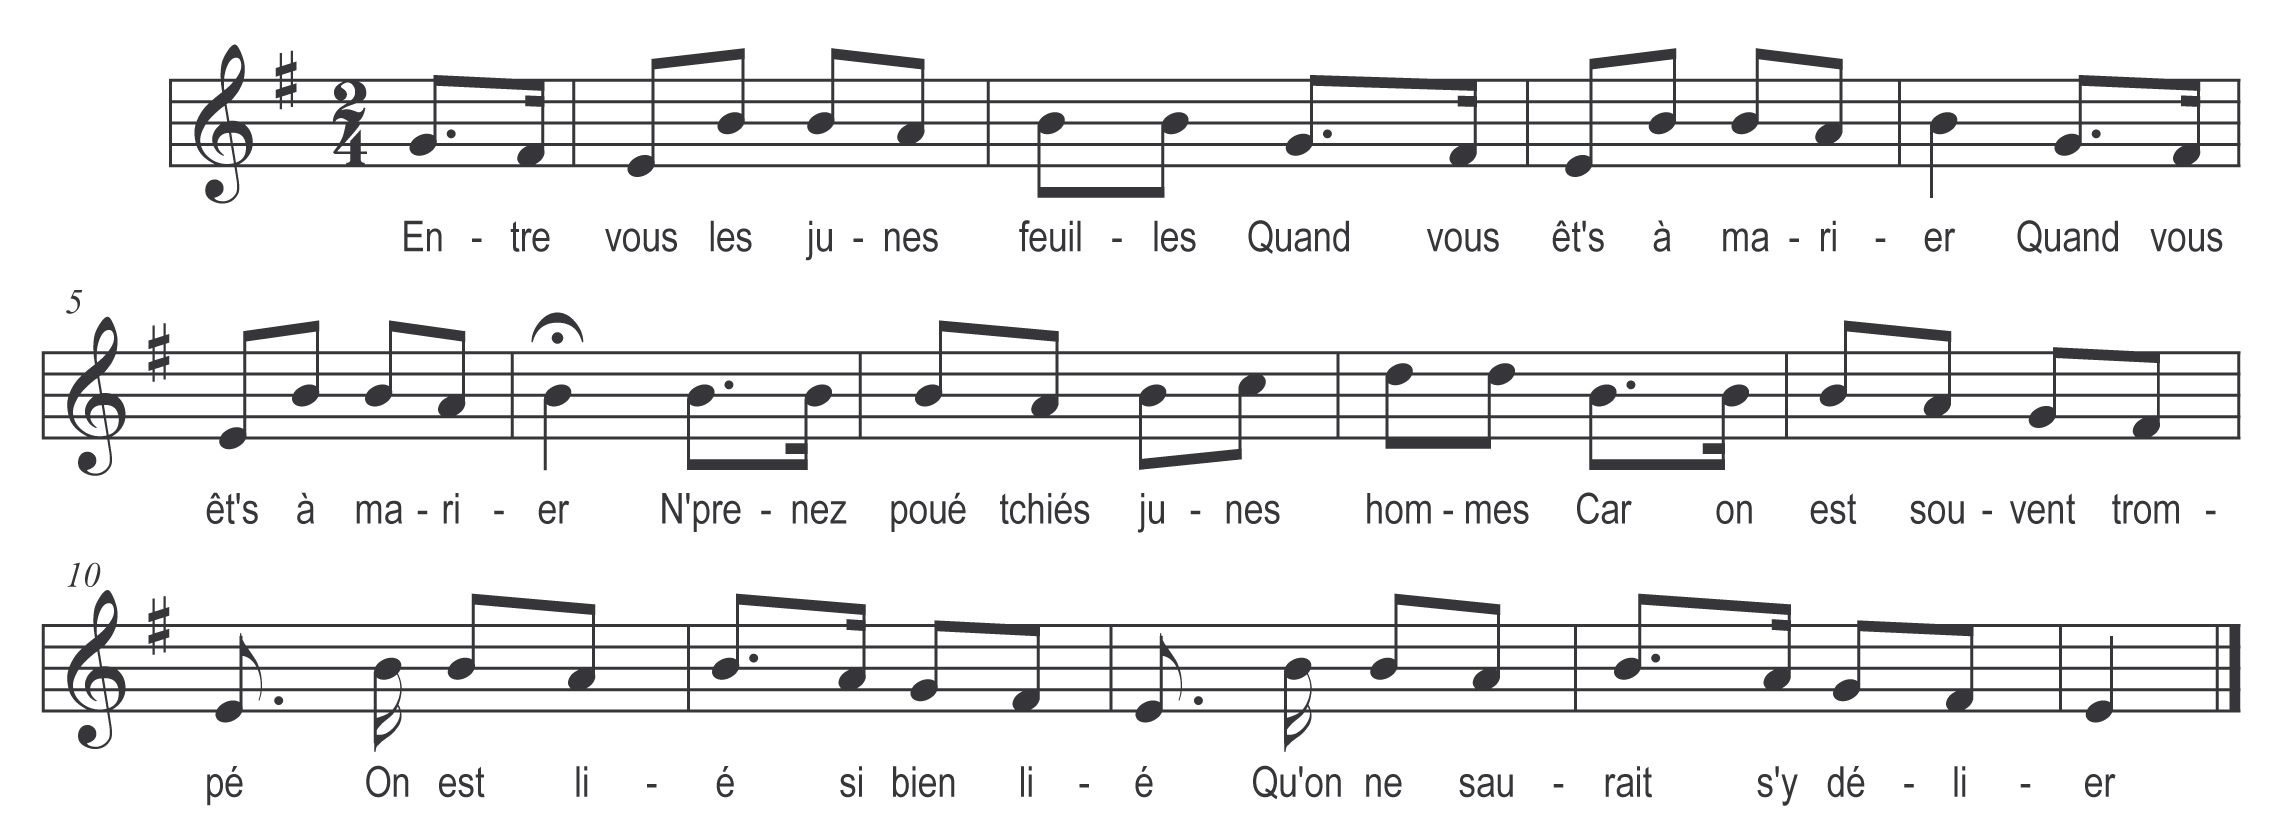 2
4
En - tre vous les ju - nes feuil - les Quand vous êt's à ma - ri - er Quand vous
5
êt's à ma - ri - er N'pre - nez poué tchiés ju - nes hom - mes Car on est sou - vent trom -
10
pé On est li - é si bien li - é Qu'on ne sau - rait s'y dé - li - er